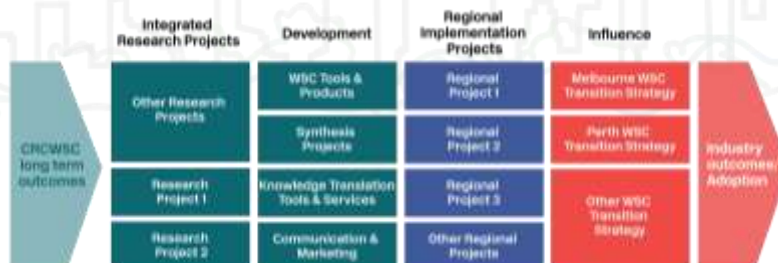 Integrated
Research Projects
Development
Regional
Implementation
Projects
Influence
CRCWSC
long term
outcomes
Other Research
Projects
Research
Project 1
Research
Project 2
WSC Tools &
Products
Synthesis
Projects
Knowledge Translation
Tools & Services
Communication &
Marketing
Regional
Project 1
Regional
Project 2
Regional
Project 3
Other Regional
Projects
Melbourne WSC
Transition Strategy
Perth WSC
Transition Strategy
Other WSC
Transition
Strategy
Industry
outcomes/
Adoption